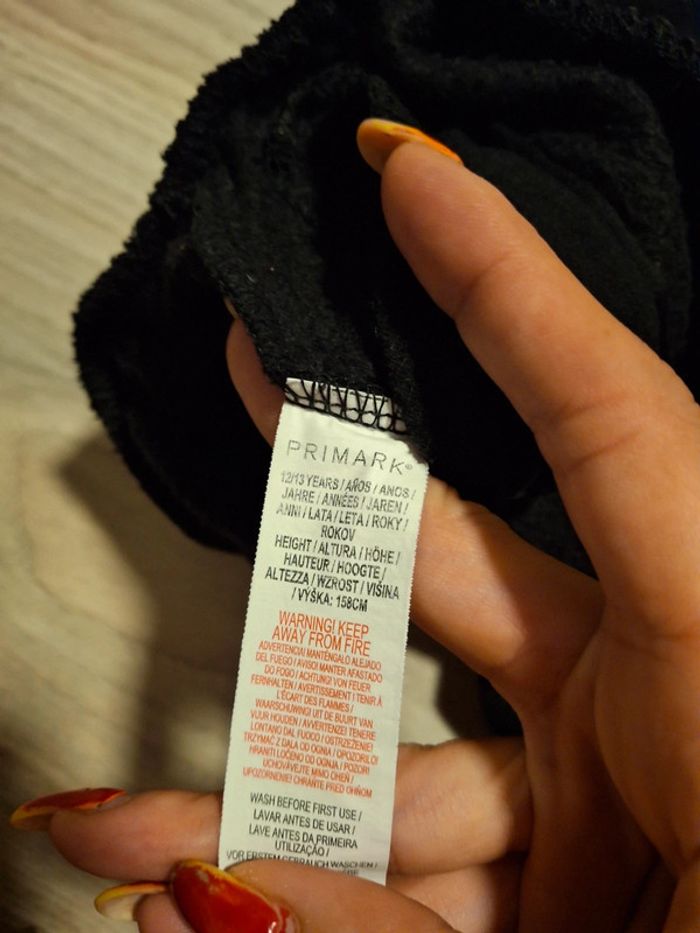 PRIMARK®
12/13 YEARS / AÑOS / ANOS /
JAHRE / ANNÉES / JAREN /
ANNI / LATA / LETA / ROKY /
ROKOV
HEIGHT / ALTURA / HÖHE /
HAUTEUR / HOOGTE /
ALTEZZA / WZROST / VIŠINA
/ VÝŠKA: 158CM
WARNING! KEEP
AWAY FROM FIRE
ADVERTENCIA! MANTÉNGALO ALEJADO
DEL FUEGO / AVISO! MANTER AFASTADO
DO FOGO / ACHTUNG! VON FEUER
FERNHALTEN / AVERTISSEMENT ! TENIR À
L'ÉCART DES FLAMMES /
WAARSCHUWING! UIT DE BUURT VAN
VUUR HOUDEN / AVVERTENZE! TENERE
LONTANO DAL FUOCO / OSTRZEŻENIE!
TRZYMAĆ Z DALA OD OGNIA / OPOZORILO!
HRANITI LOČENO OD OGNJA / POZOR!
UCHOVÁVEJTE MIMO OHEŇ /
UPOZORNENIE! CHRÁŇTE PRED OHŇOM
WASH BEFORE FIRST USE /
LAVAR ANTES DE USAR /
LAVE ANTES DA PRIMEIRA
UTILIZAÇÃO /
VOR ERSTEM GEBRAUCH WASCHEN /